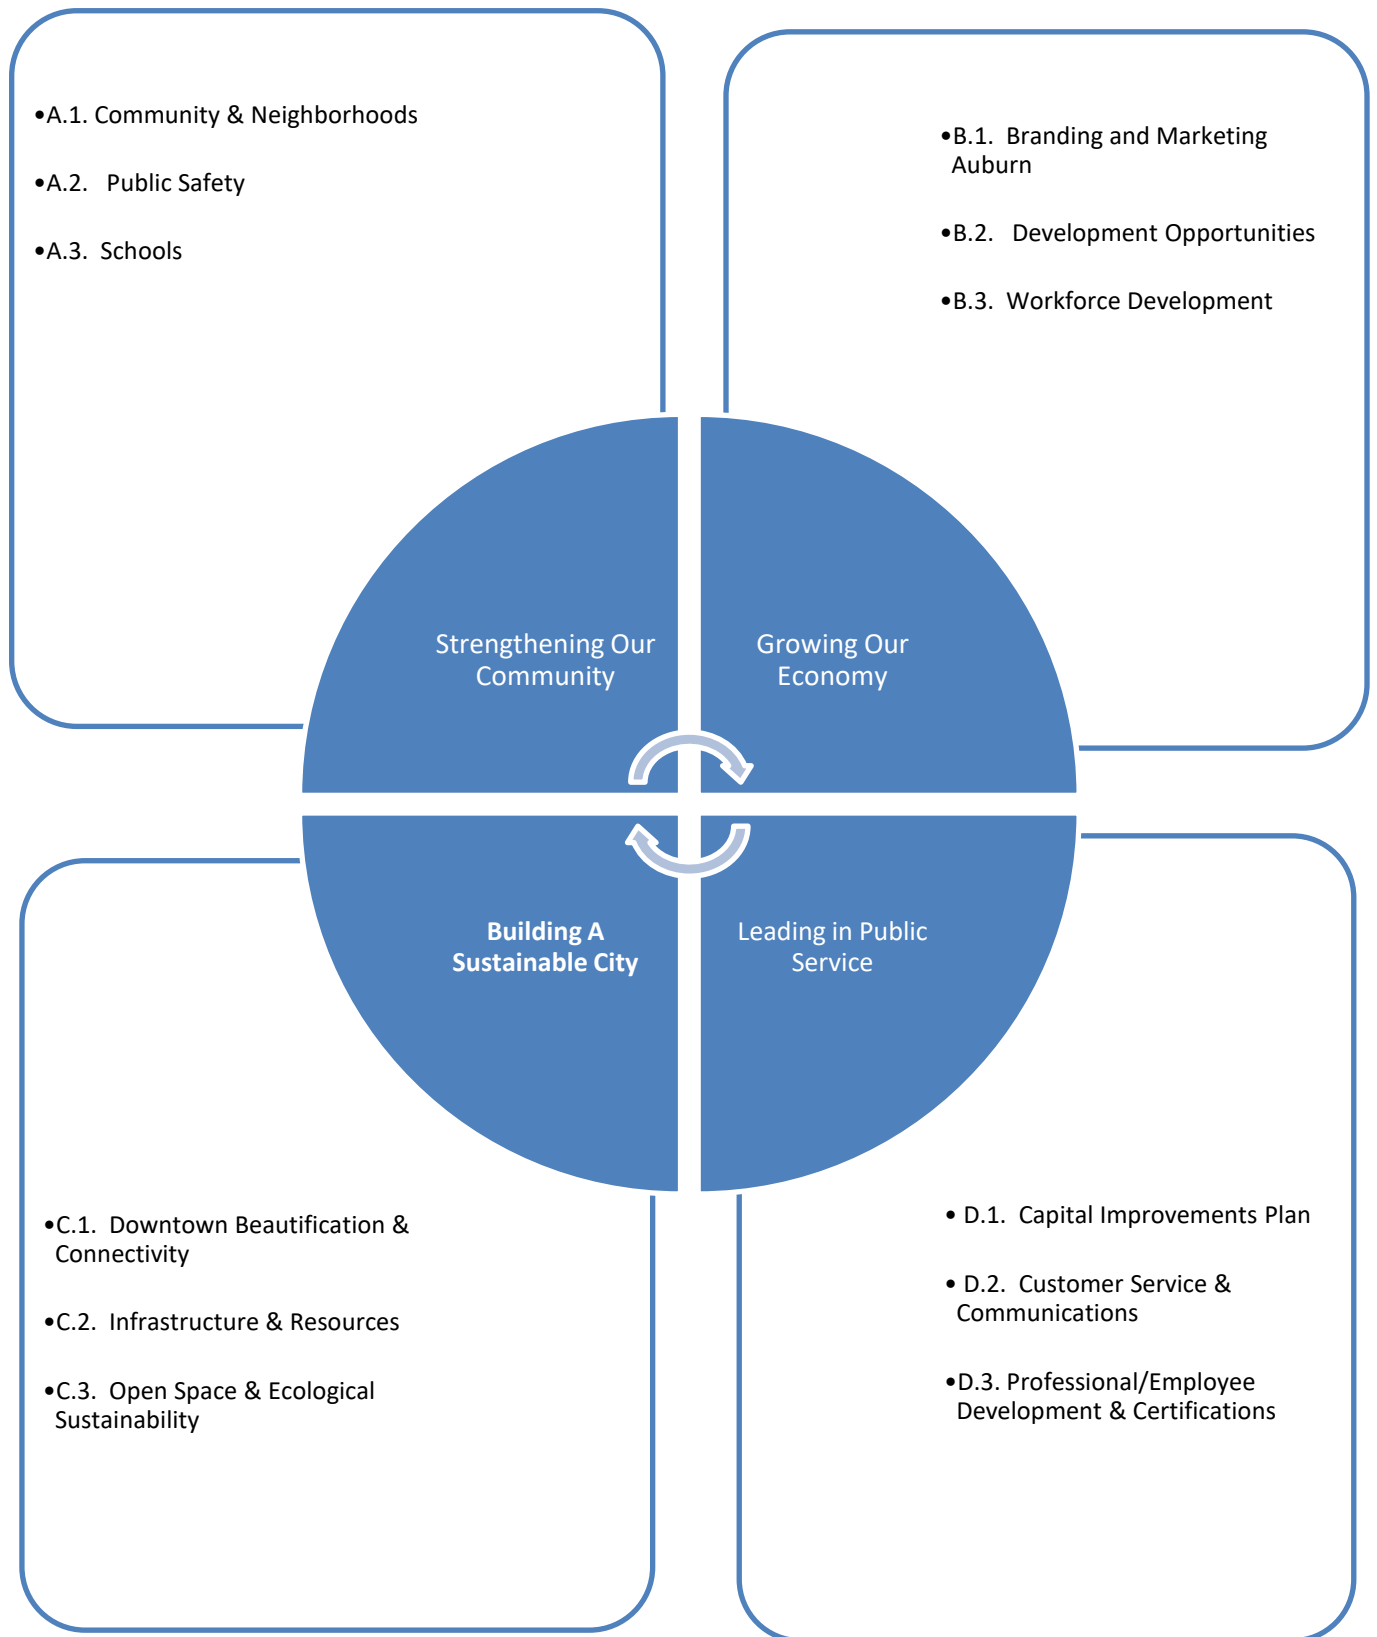 •A.1. Community & Neighborhoods
•A.2. Public Safety
•A.3. Schools
•B.1. Branding and Marketing
Auburn
•B.2. Development Opportunities
•B.3. Workforce Development
Strengthening Our
Community
Growing Our
Economy
Building A
Sustainable City
Leading in Public
Service
•C.1. Downtown Beautification &
Connectivity
•C.2. Infrastructure & Resources
•C.3. Open Space & Ecological
Sustainability
• D.1. Capital Improvements Plan
• D.2. Customer Service &
Communications
•D.3. Professional/Employee
Development & Certifications